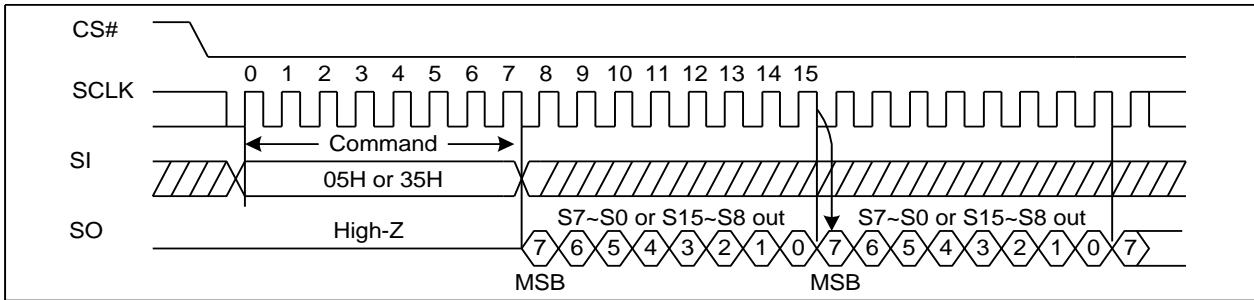 CS#
0 1 2 3 4 5 6 7 8 9 10 11 12 13 14 15
SCLK
Command
SI
05H or 35H
S7~S0 or S15~S8 out S7~S0 or S15~S8 out
SO
High-Z
7 6 5 4 3 2 1 0 7 6 5 4 3 2 1 0 7
MSB MSB